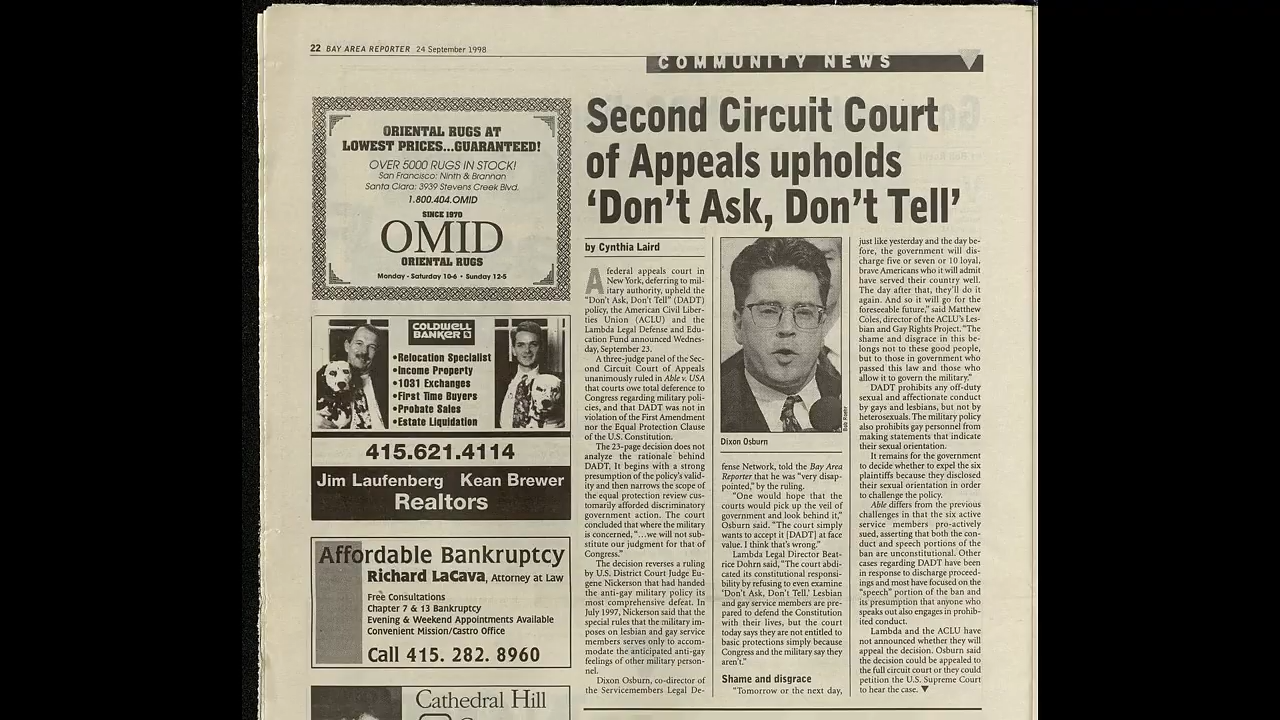 22 BAY AREA REPORTER 24 September 1998
COMMUNITY NEWS
ORIENTAL RUGS AT
LOWEST PRICES...GUARANTEED!
OVER 5000 RUGS IN STOCK!
San Francisco: Ninth & Brannan
Santa Clara: 3939 Stevens Creek Blvd.
1.800.404.OMID
SINCE 1970
OMID
ORIENTAL RUGS
Monday - Saturday 10-6 • Sunday 12-5
COLDWELL
BANKER
•Relocation Specialist
•Income Property
•1031 Exchanges
•First Time Buyers
•Probate Sales
•Estate Liquidation
415.621.4114
Jim Laufenberg Kean Brewer
Realtors
Affordable Bankruptcy
Richard LaCava, Attorney at Law
Free Consultations
Chapter 7 & 13 Bankruptcy
Evening & Weekend Appointments Available
Convenient Mission/Castro Office
Call 415. 282. 8960
Cathedral Hill
Second Circuit Court
of Appeals upholds
‘Don’t Ask, Don’t Tell’
by Cynthia Laird
A federal appeals court in
New York, deferring to mil-
itary authority, upheld the
“Don’t Ask, Don’t Tell” (DADT)
policy, the American Civil Liber-
ties Union (ACLU) and the
Lambda Legal Defense and Edu-
cation Fund announced Wednes-
day, September 23.
A three-judge panel of the Sec-
ond Circuit Court of Appeals
unanimously ruled in Able v. USA
that courts owe total deference to
Congress regarding military poli-
cies, and that DADT was not in
violation of the First Amendment
nor the Equal Protection Clause
of the U.S. Constitution.
The 23-page decision does not
analyze the rationale behind
DADT. It begins with a strong
presumption of the policy’s valid-
ity and then narrows the scope of
the equal protection review cus-
tomarily afforded discriminatory
government action. The court
concluded that where the military
is concerned, “...we will not sub-
stitute our judgment for that of
Congress.”
The decision reverses a ruling
by U.S. District Court Judge Eu-
gene Nickerson that had handed
the anti-gay military policy its
most comprehensive defeat. In
July 1997, Nickerson said that the
special rules that the military im-
poses on lesbian and gay service
members serves only to accom-
modate the anticipated anti-gay
feelings of other military person-
nel.
Dixon Osburn, co-director of
the Servicemembers Legal De-
Bob Roehr
Dixon Osburn
fense Network, told the Bay Area
Reporter that he was “very disap-
pointed,” by the ruling.
“One would hope that the
courts would pick up the veil of
government and look behind it,”
Osburn said. “The court simply
wants to accept it [DADT] at face
value. I think that’s wrong.”
Lambda Legal Director Beat-
rice Dohrn said, “The court abdi-
cated its constitutional responsi-
bility by refusing to even examine
‘Don’t Ask, Don’t Tell.’ Lesbian
and gay service members are pre-
pared to defend the Constitution
with their lives, but the court
today says they are not entitled to
basic protections simply because
Congress and the military say they
aren’t.”
Shame and disgrace
“Tomorrow or the next day,
just like yesterday and the day be-
fore, the government will dis-
charge five or seven or 10 loyal,
brave Americans who it will admit
have served their country well.
The day after that, they’ll do it
again. And so it will go for the
foreseeable future,” said Matthew
Coles, director of the ACLU’s Les-
bian and Gay Rights Project. “The
shame and disgrace in this be-
longs not to these good people,
but to those in government who
passed this law and those who
allow it to govern the military.”
DADT prohibits any off-duty
sexual and affectionate conduct
by gays and lesbians, but not by
heterosexuals. The military policy
also prohibits gay personnel from
making statements that indicate
their sexual orientation.
It remains for the government
to decide whether to expel the six
plaintiffs because they disclosed
their sexual orientation in order
to challenge the policy.
Able differs from the previous
challenges in that the six active
service members pro-actively
sued, asserting that both the con-
duct and speech portions of the
ban are unconstitutional. Other
cases regarding DADT have been
in response to discharge proceed-
ings and most have focused on the
“speech” portion of the ban and
its presumption that anyone who
speaks out also engages in prohib-
ited conduct.
Lambda and the ACLU have
not announced whether they will
appeal the decision. Osburn said
the decision could be appealed to
the full circuit court or they could
petition the U.S. Supreme Court
to hear the case. ▼